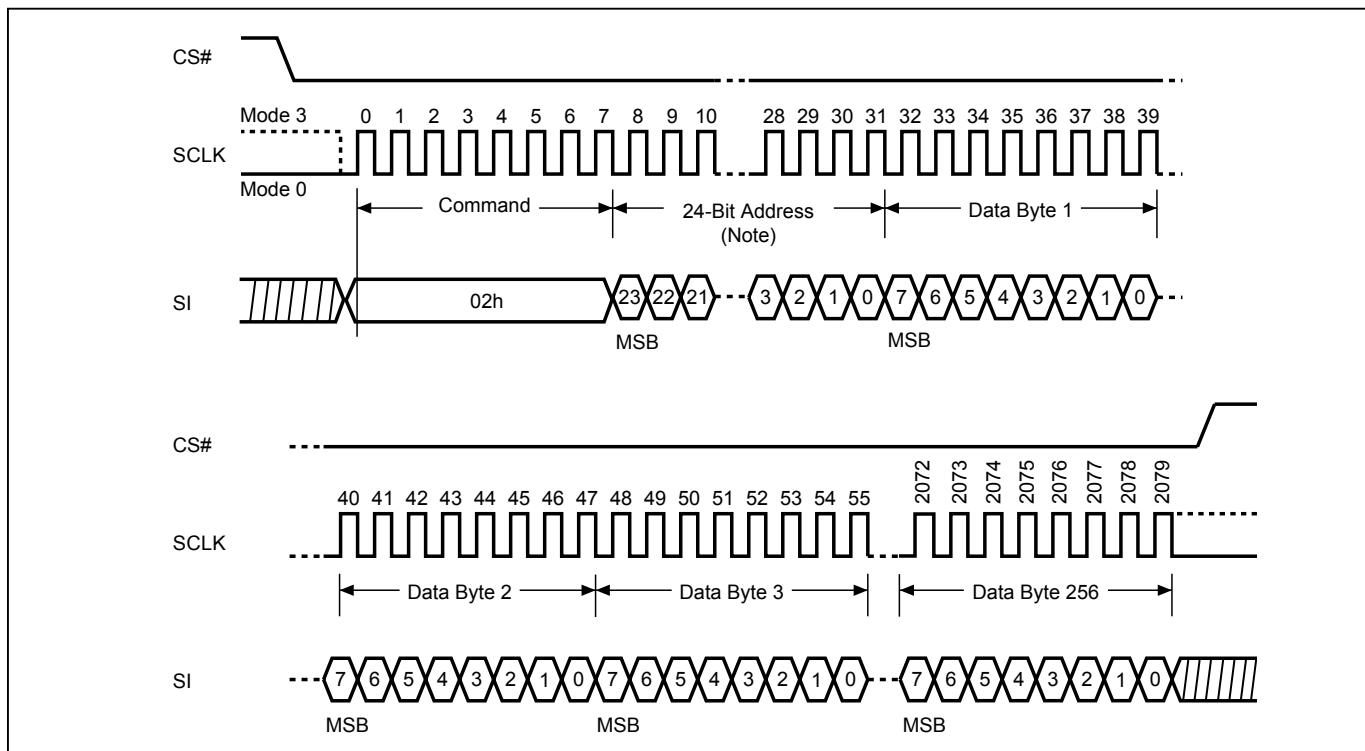 CS#
Mode 3
0 1 2 3 4 5 6 7 8 9 10 28 29 30 31 32 33 34 35 36 37 38 39
SCLK
Mode 0
Command
24-Bit Address
(Note)
Data Byte 1
SI
02h
23 22 21 3 2 1 0 7 6 5 4 3 2 1 0
MSB MSB
CS#
40 41 42 43 44 45 46 47 48 49 50 51 52 53 54 55 2072 2073 2074 2075 2076 2077 2078 2079
SCLK
Data Byte 2 Data Byte 3 Data Byte 256
SI
7 6 5 4 3 2 1 0 7 6 5 4 3 2 1 0 7 6 5 4 3 2 1 0
MSB MSB MSB